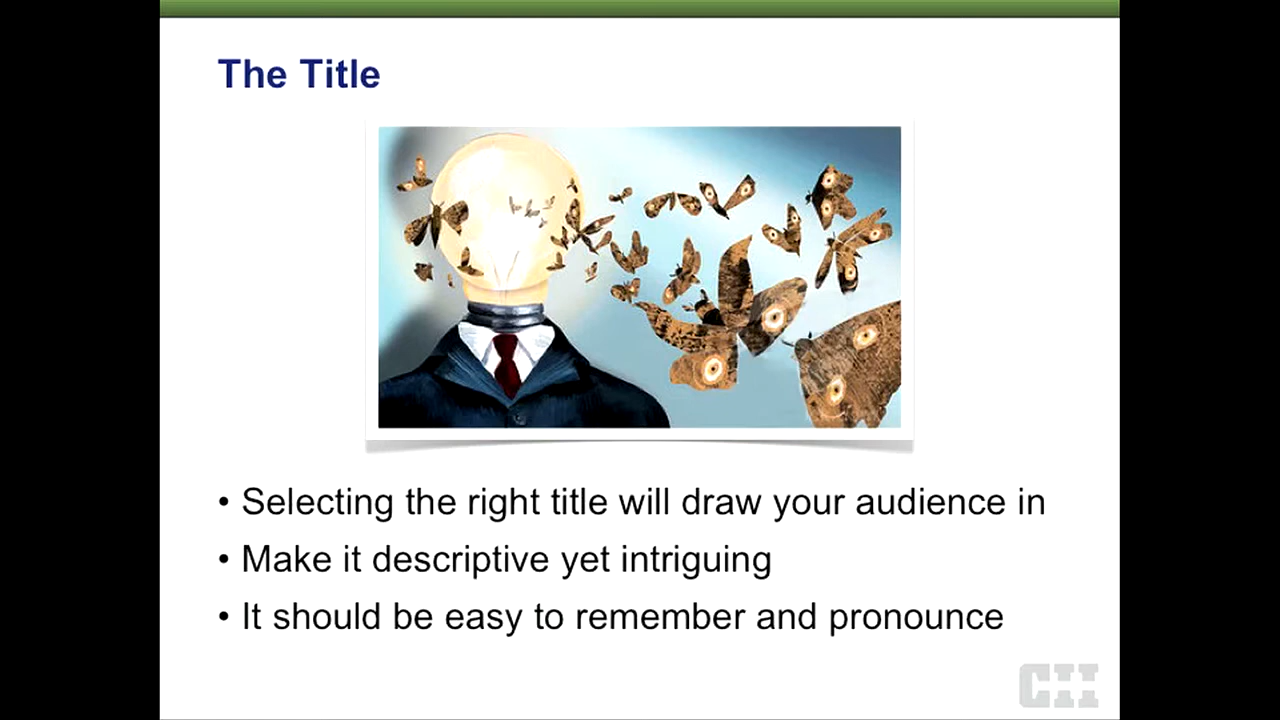 The Title
• Selecting the right title will draw your audience in
• Make it descriptive yet intriguing
• It should be easy to remember and pronounce
CII